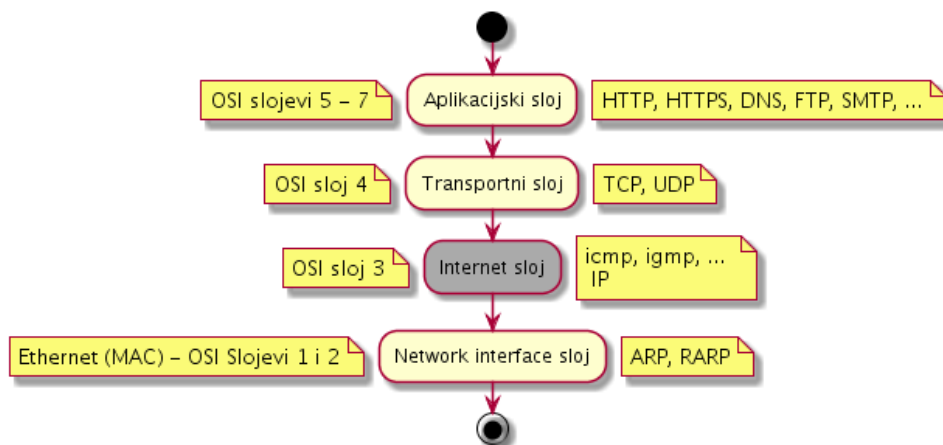 OSI slojevi 5 – 7
Aplikacijski sloj
HTTP, HTTPS, DNS, FTP, SMTP, ...
OSI sloj 4
Transportni sloj
TCP, UDP
OSI sloj 3
Internet sloj
icmp, igmp, ...
IP
Ethernet (MAC) – OSI Slojevi 1 i 2
Network interface sloj
ARP, RARP